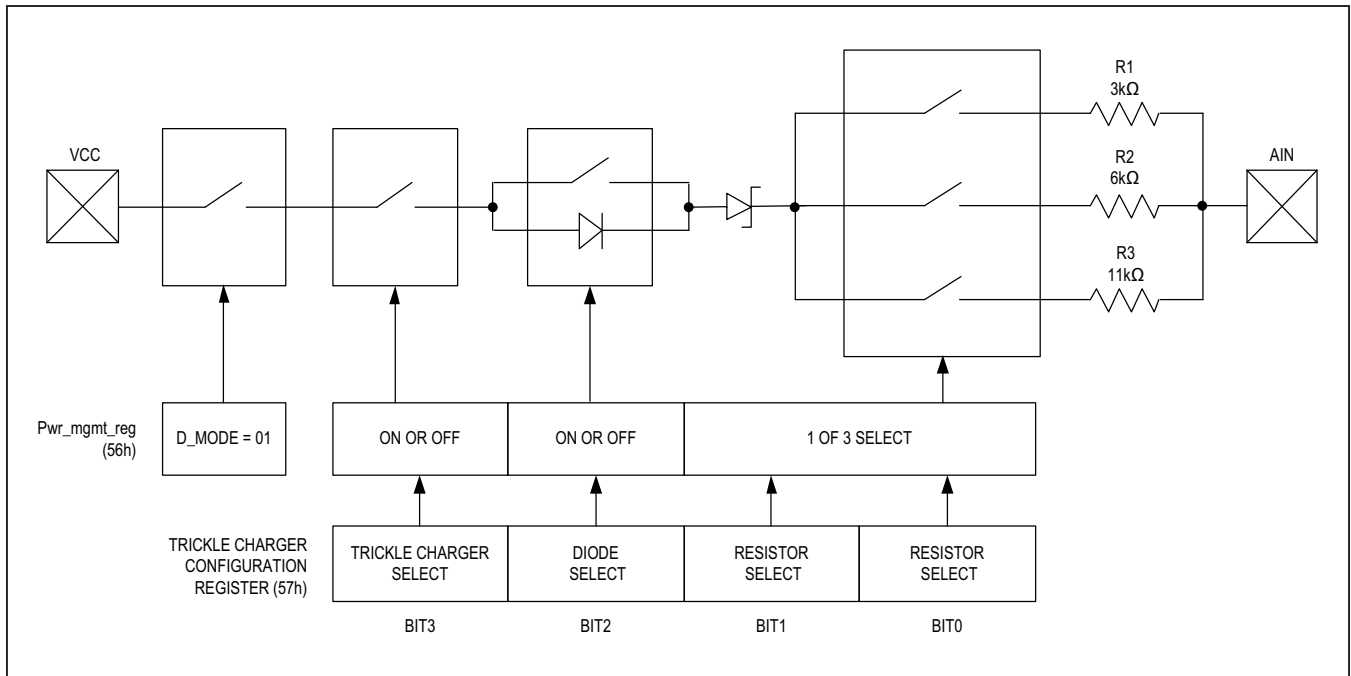 R1
3kΩ
VCC
R2
6kΩ
AIN
R3
11kΩ
Pwr_mgmt_reg
(56h)
D_MODE = 01
ON OR OFF
ON OR OFF
1 OF 3 SELECT
TRICKLE CHARGER
CONFIGURATION
REGISTER (57h)
TRICKLE CHARGER
SELECT
DIODE
SELECT
RESISTOR
SELECT
RESISTOR
SELECT
BIT3
BIT2
BIT1
BIT0